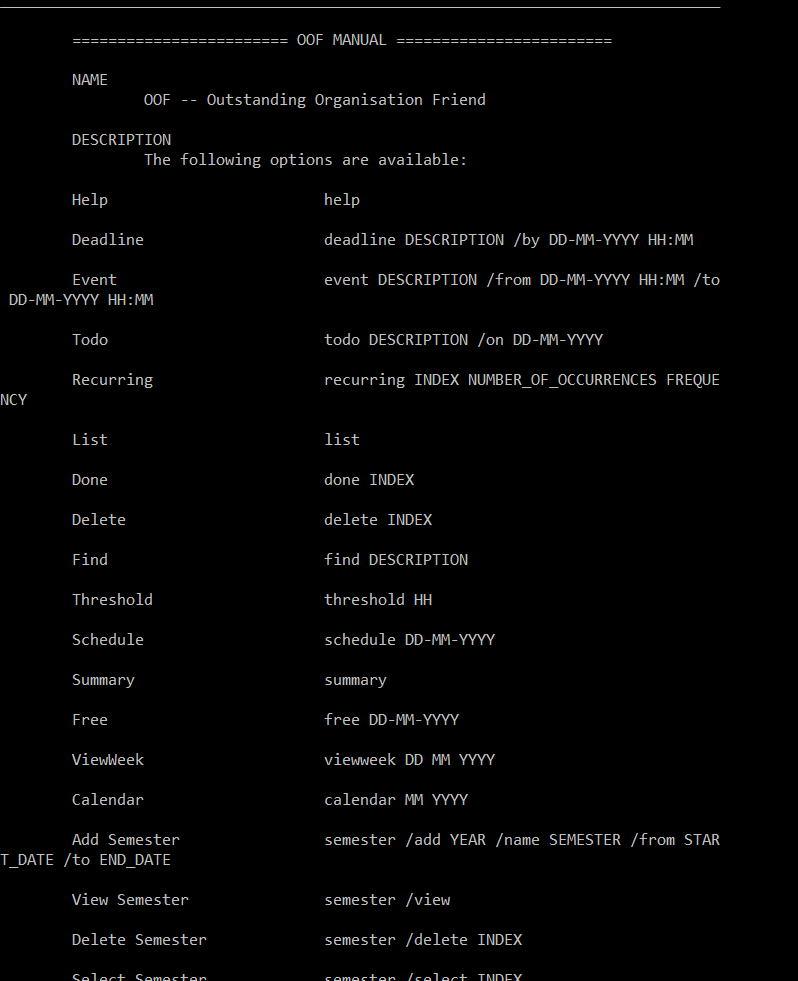 ======================== OOF MANUAL ========================
NAME
OOF -- Outstanding Organisation Friend
DESCRIPTION
The following options are available:
Help help
Deadline deadline DESCRIPTION /by DD-MM-YYYY HH:MM
Event event DESCRIPTION /from DD-MM-YYYY HH:MM /to
DD-MM-YYYY HH:MM
Todo todo DESCRIPTION /on DD-MM-YYYY
Recurring recurring INDEX NUMBER_OF_OCCURRENCES FREQUE
NCY
List list
Done done INDEX
Delete delete INDEX
Find find DESCRIPTION
Threshold threshold HH
Schedule schedule DD-MM-YYYY
Summary summary
Free free DD-MM-YYYY
ViewWeek viewweek DD MM YYYY
Calendar calendar MM YYYY
Add Semester semester /add YEAR /name SEMESTER /from STAR
T_DATE /to END_DATE
View Semester semester /view
Delete Semester semester /delete INDEX
Select Semester semester /select INDEX